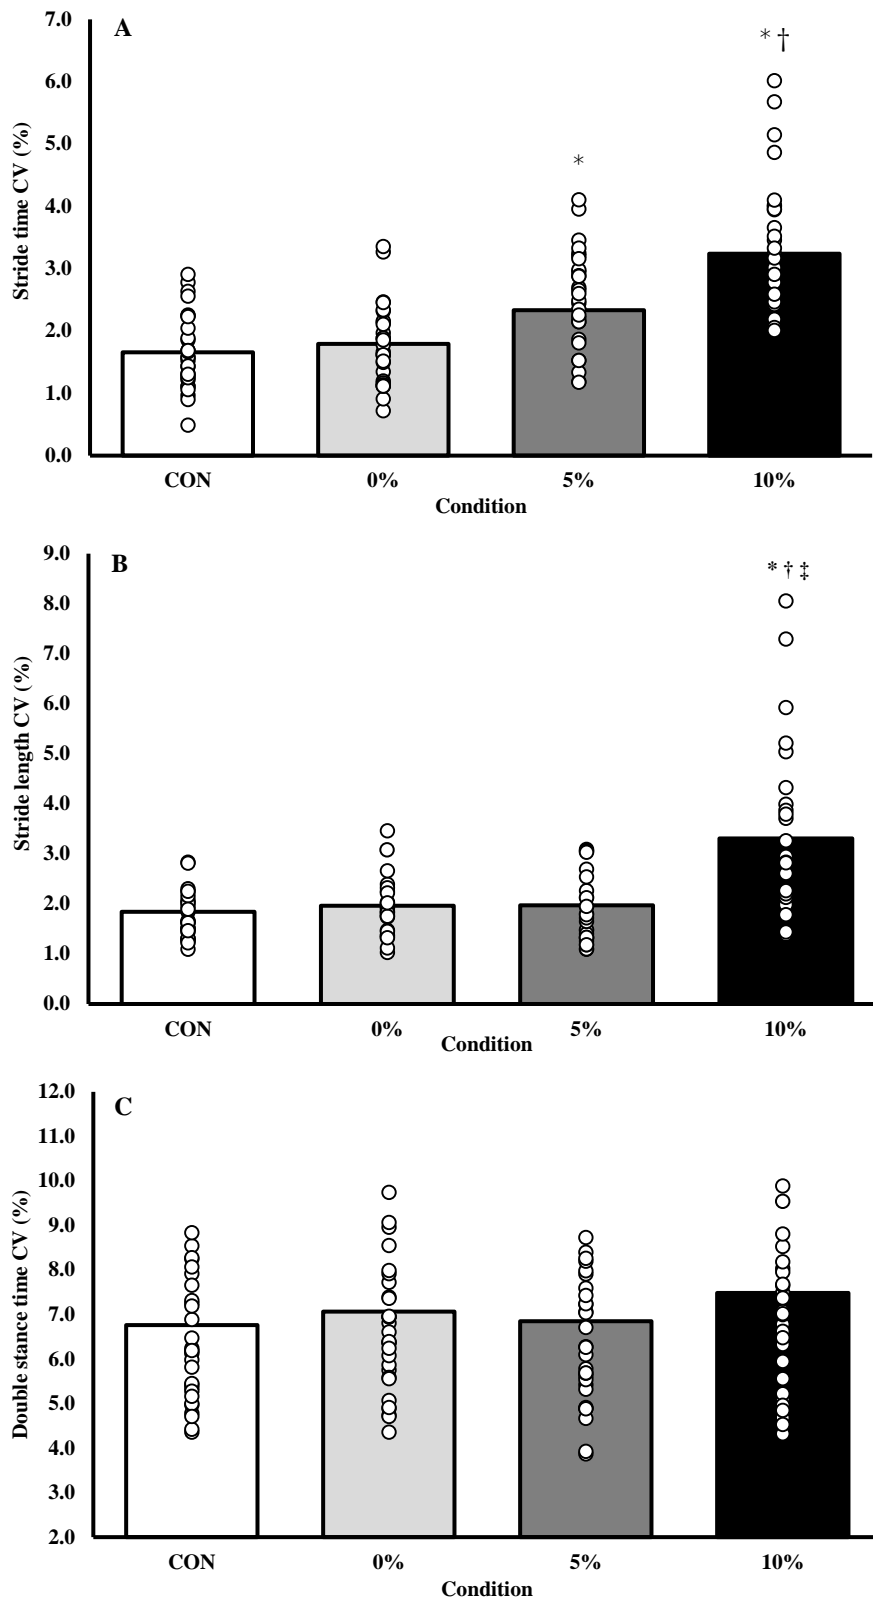 A
Stride time CV (%)
7.0
6.0
5.0
4.0
3.0
2.0
1.0
0.0
*
* †
CON 0% 5% 10%
Condition
B
Stride length CV (%)
9.0
8.0
7.0
6.0
5.0
4.0
3.0
2.0
1.0
0.0
* † ‡
CON 0% 5% 10%
Condition
C
Double stance time CV (%)
12.0
11.0
10.0
9.0
8.0
7.0
6.0
5.0
4.0
3.0
2.0
CON 0% 5% 10%
Condition